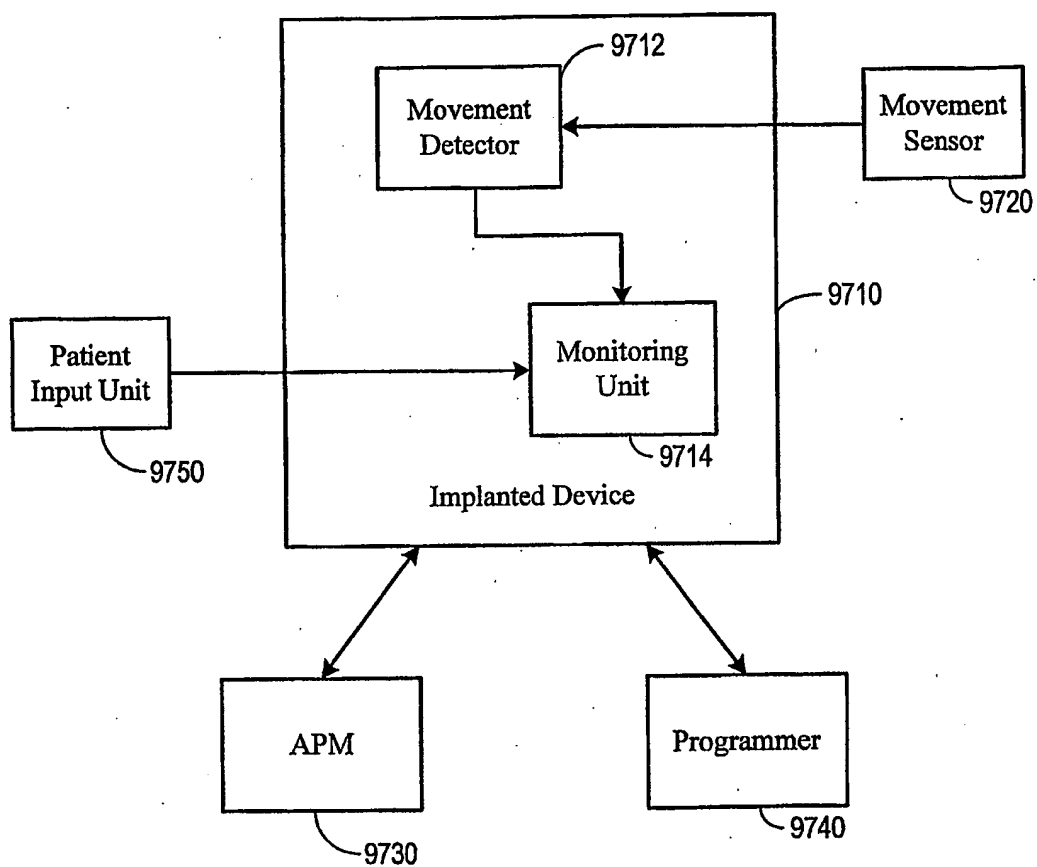 9712
Movement
Detector
Movement
Sensor
9720
9710
Patient
Input Unit
9750
Monitoring
Unit
9714
Implanted Device
APM
9730
Programmer
9740